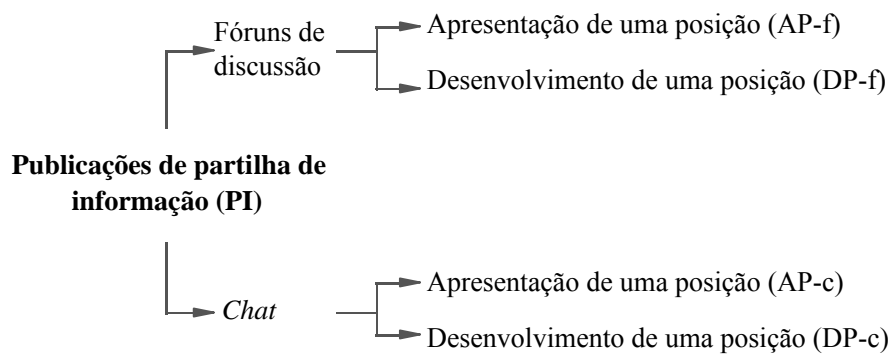 Fóruns de
discussão
Apresentação de uma posição (AP-f)
Desenvolvimento de uma posição (DP-f)
Publicações de partilha de
informação (PI)
Chat
Apresentação de uma posição (AP-c)
Desenvolvimento de uma posição (DP-c)